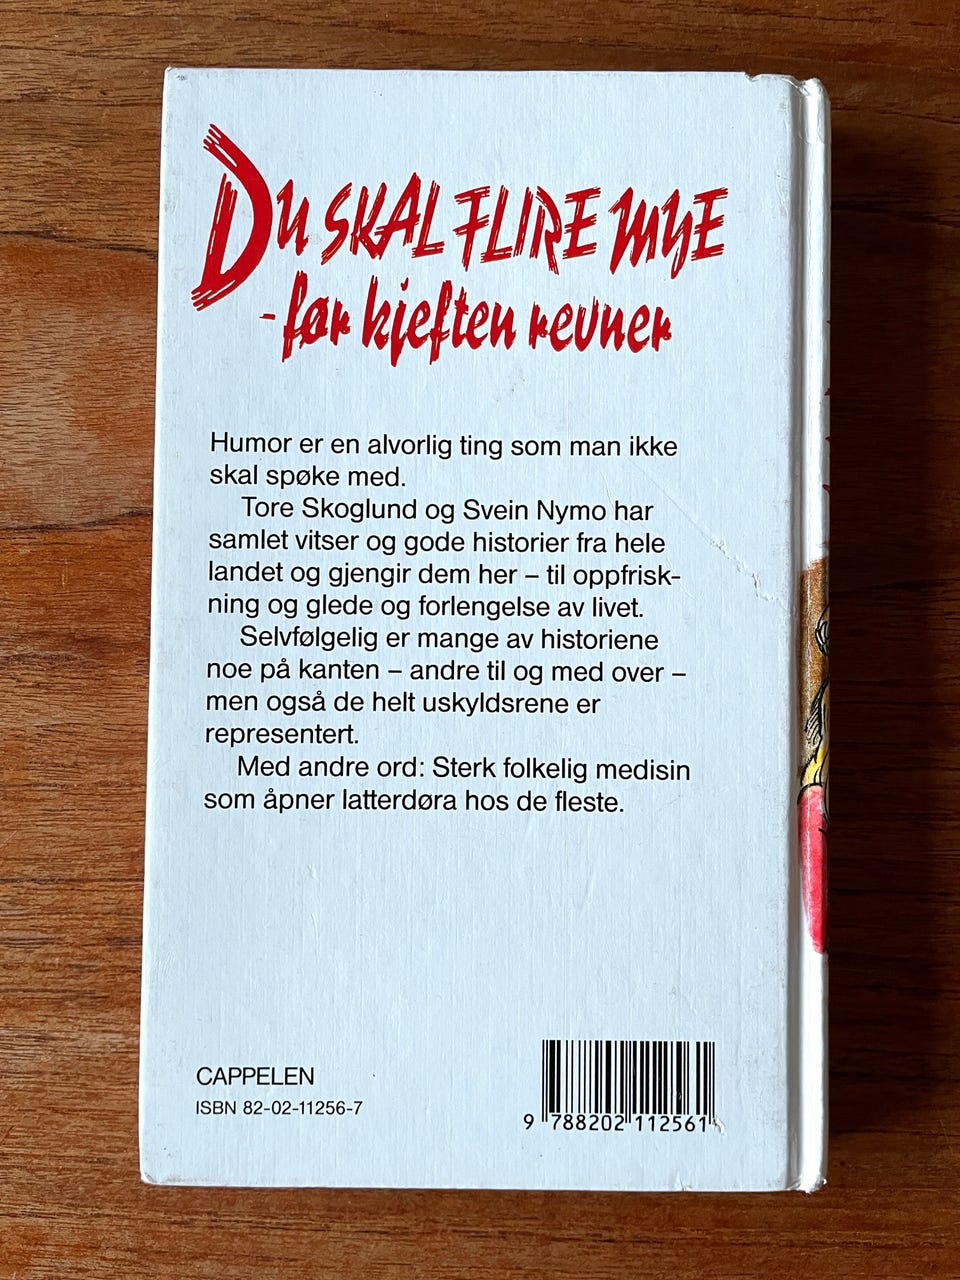 Du SKAL FLIRE MYE
- før kjeften revner
Humor er en alvorlig ting som man ikke
skal spøke med.
Tore Skoglund og Svein Nymo har
samlet vitser og gode historier fra hele
landet og gjengir dem her – til oppfrisk-
ning og glede og forlengelse av livet.
Selvfølgelig er mange av historiene
noe på kanten – andre til og med over –
men også de helt uskyldsrene er
representert.
Med andre ord: Sterk folkelig medisin
som åpner latterdøra hos de fleste.
CAPPELEN
ISBN 82-02-11256-7
9 788202 112561